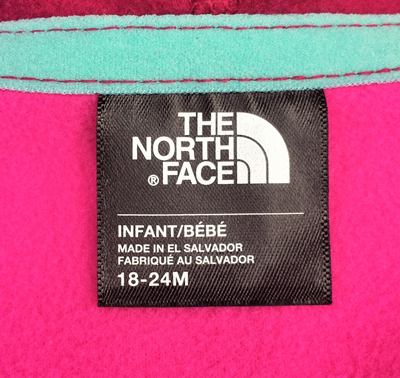 THE
NORTH
® FACE
INFANT/BÉBÉ
MADE IN EL SALVADOR
FABRIQUÉ AU SALVADOR
18-24M